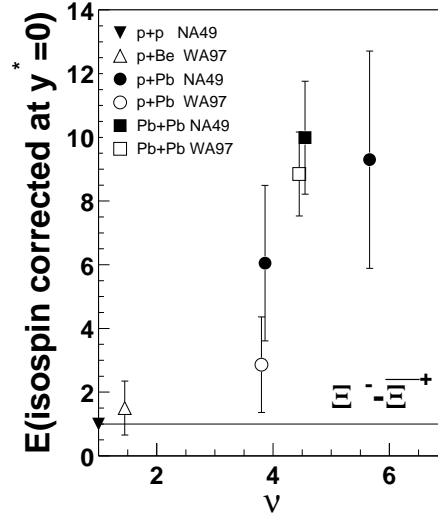 E(isospin corrected at y* =0)
14
12
10
8
6
4
2
0
p+p NA49
p+Be WA97
p+Pb NA49
p+Pb WA97
Pb+Pb NA49
Pb+Pb WA97
Ξ⁻-Ξ̅⁺
2 4 6
ν